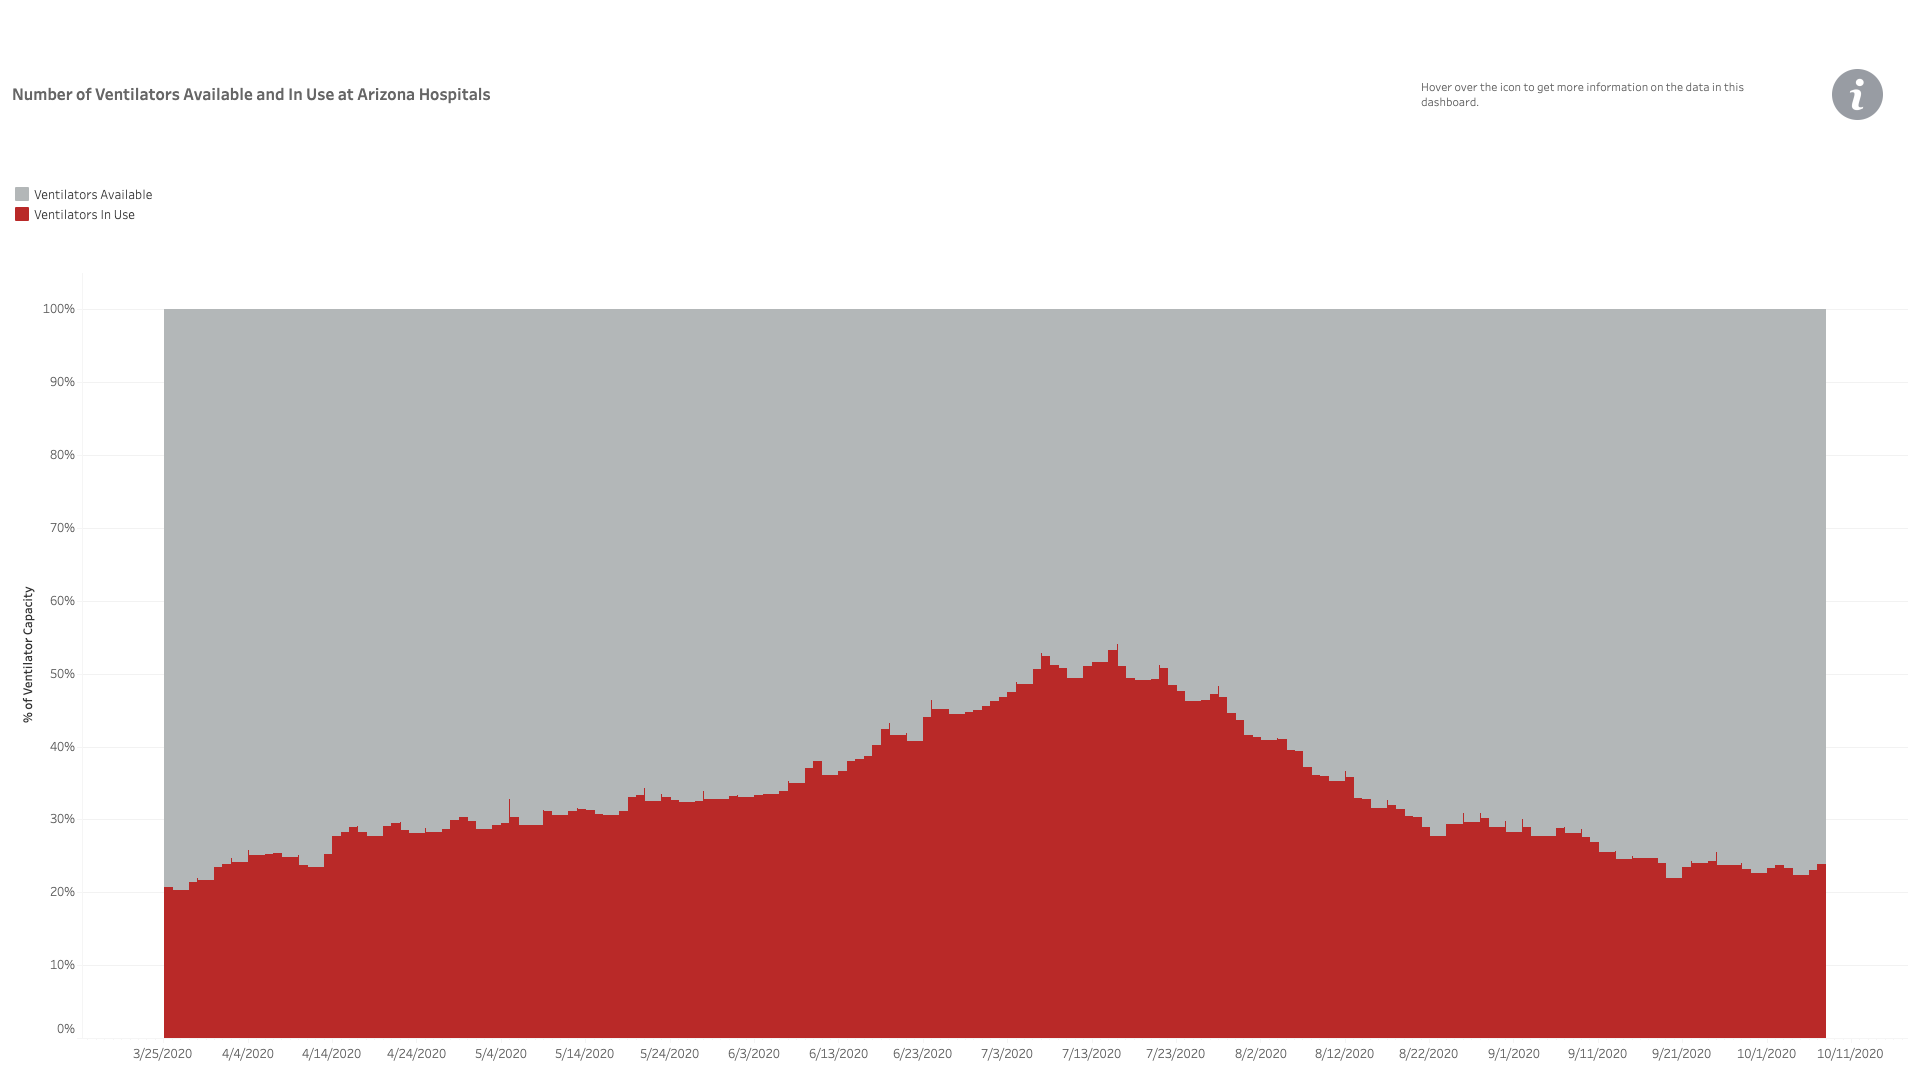 Number of Ventilators Available and In Use at Arizona Hospitals
Hover over the icon to get more information on the data in this
dashboard.
i
Ventilators Available
Ventilators In Use
% of Ventilator Capacity
100%
90%
80%
70%
60%
50%
40%
30%
20%
10%
0%
3/25/2020 4/4/2020 4/14/2020 4/24/2020 5/4/2020 5/14/2020 5/24/2020 6/3/2020 6/13/2020 6/23/2020 7/3/2020 7/13/2020 7/23/2020 8/2/2020 8/12/2020 8/22/2020 9/1/2020 9/11/2020 9/21/2020 10/1/2020 10/11/2020